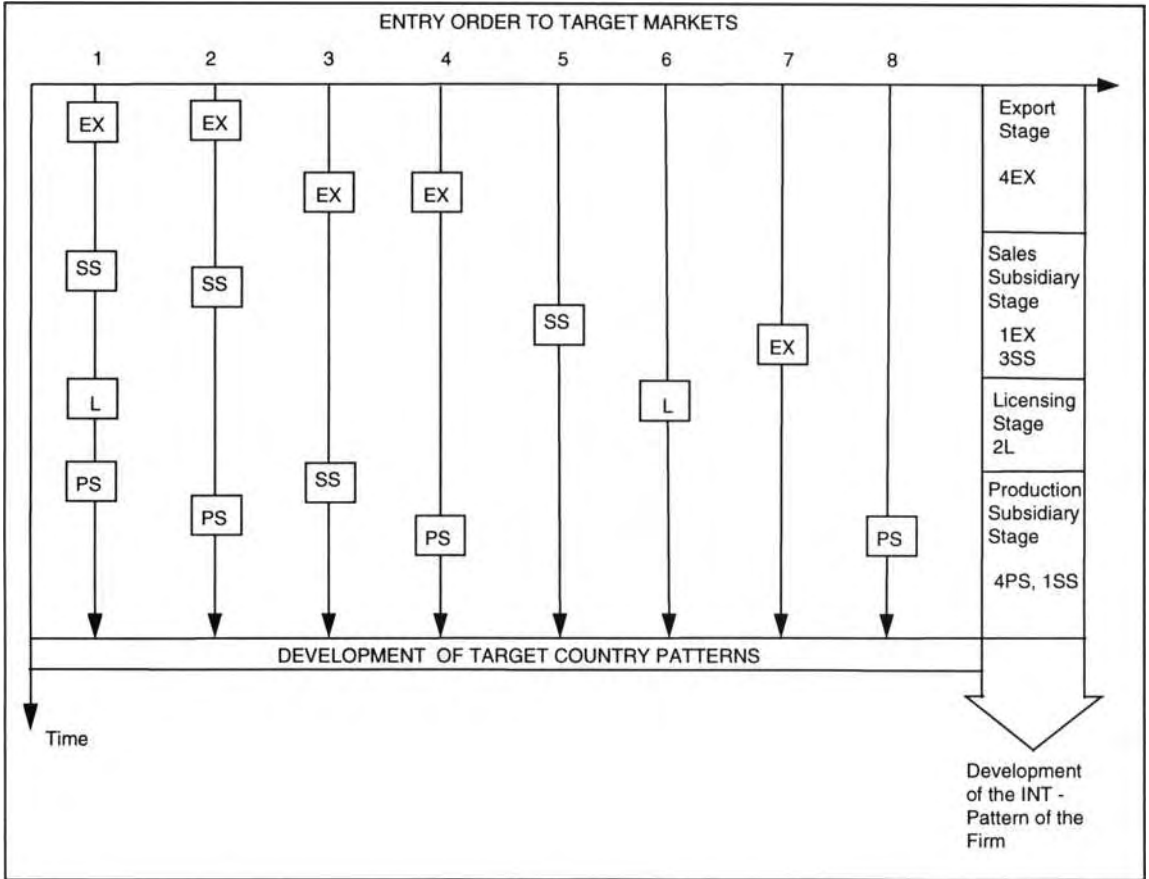 ENTRY ORDER TO TARGET MARKETS
1 2 3 4 5 6 7 8
EX EX
EX EX
SS SS
SS EX
L L
PS SS
PS PS PS
Export
Stage
4EX
Sales
Subsidiary
Stage
1EX
3SS
Licensing
Stage
2L
Production
Subsidiary
Stage
4PS, 1SS
DEVELOPMENT OF TARGET COUNTRY PATTERNS
Time
Development
of the INT -
Pattern of the
Firm